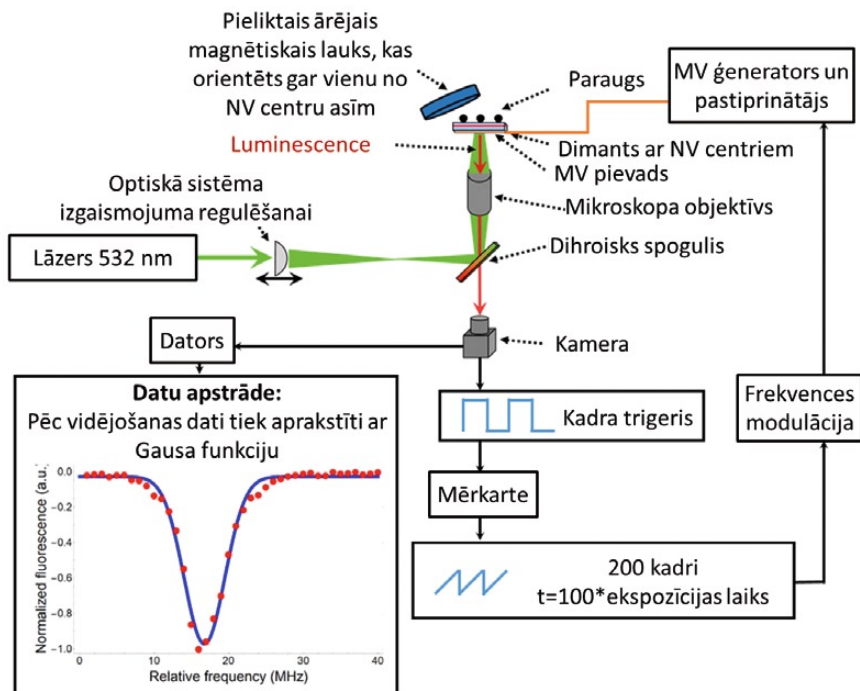 Pieliktais ārējais
magnētiskais lauks, kas
orientēts gar vienu no
NV centru asīm
Paraugs
MV ģenerators un
pastiprinātājs
Luminescence
Dimants ar NV centriem
MV pievads
Optiskā sistēma
izgaismojuma regulēšanai
Mikroskopa objektīvs
Lāzers 532 nm
Dihroisks spogulis
Dators
Kamera
Datu apstrāde:
Pēc vidējošanas dati tiek aprakstīti ar
Gausa funkciju
Normalized fluorescence (a.u.)
0.0
−0.2
−0.4
−0.6
−0.8
−1.0
0
10
20
30
40
Relative frequency (MHz)
Kadra trigeris
Frekvences
modulācija
Mērkarte
200 kadri
t=100*ekspozīcijas laiks